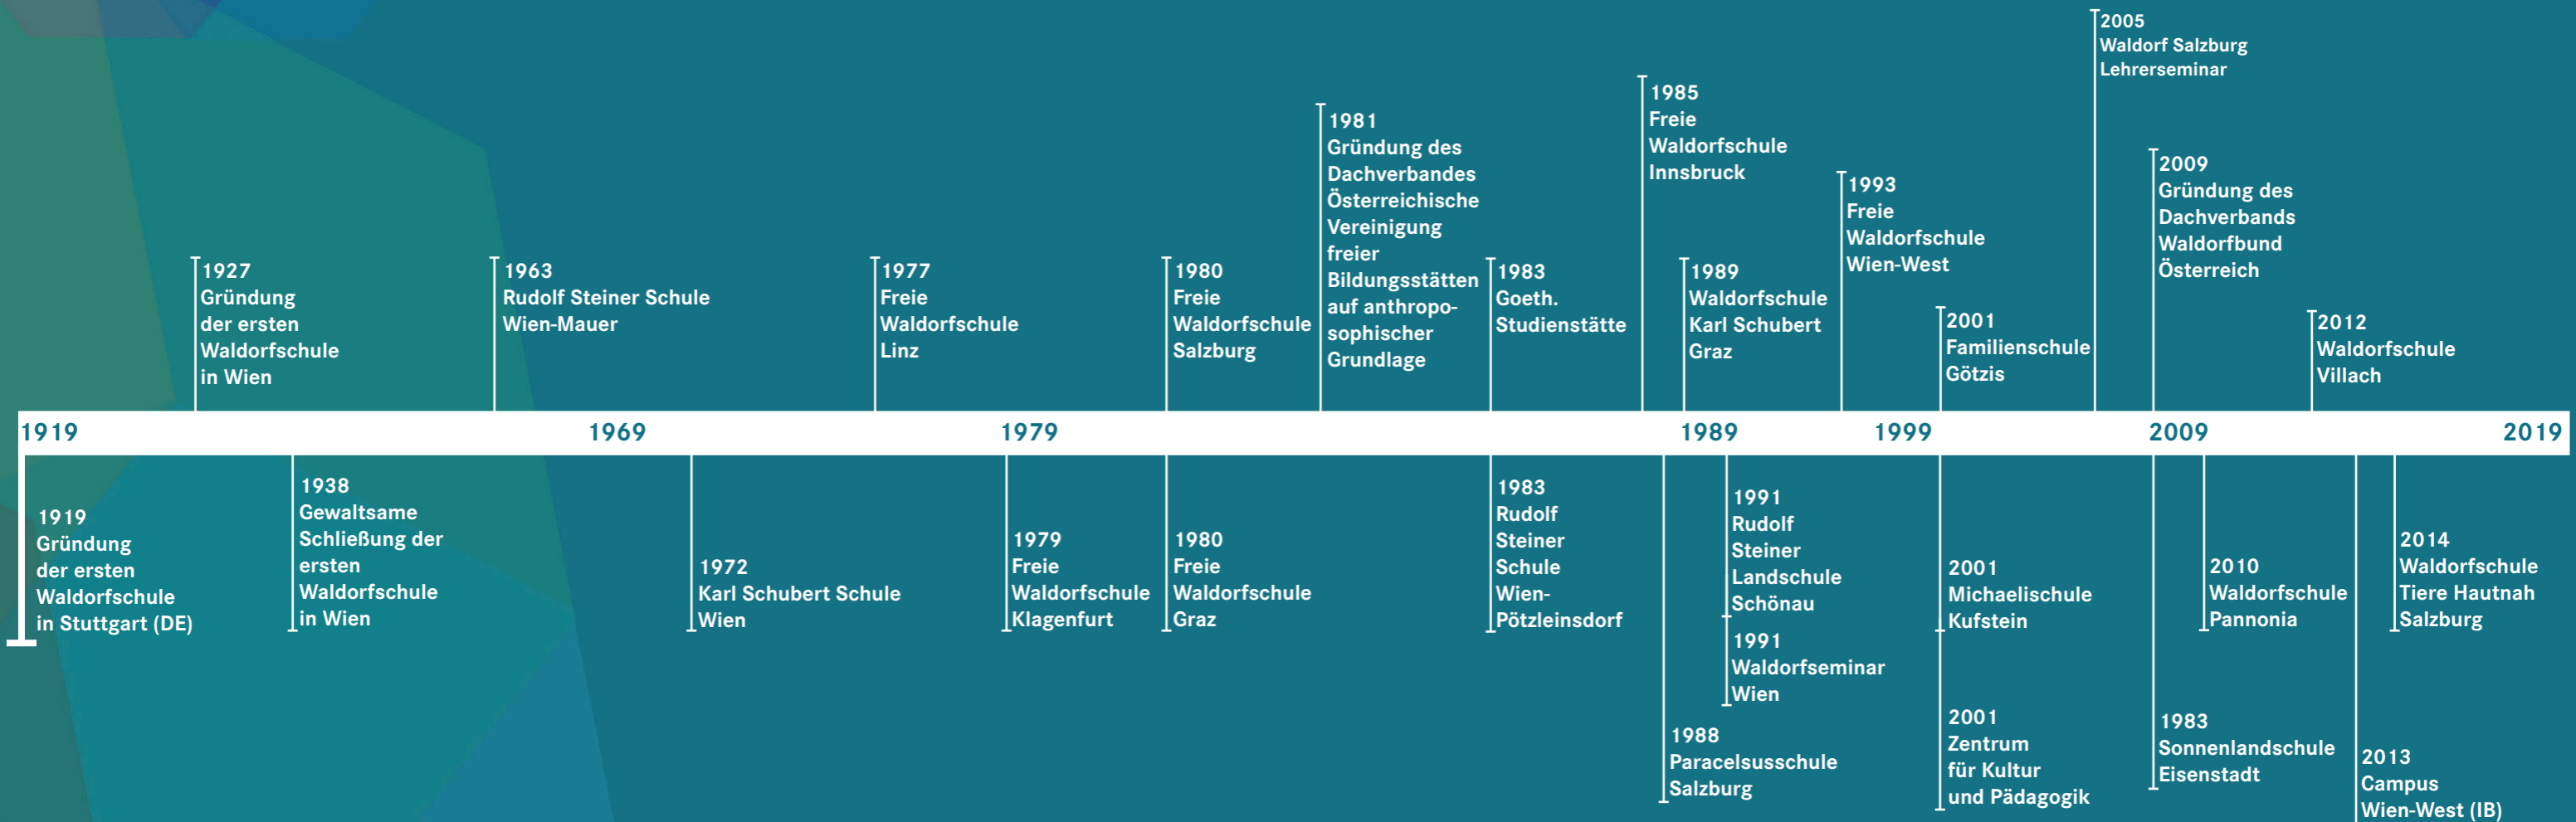 2005
Waldorf Salzburg
Lehrerseminar
1985
Freie
Waldorfschule
Innsbruck
1981
Gründung des
Dachverbandes
Österreichische
Vereinigung
freier
Bildungsstätten
auf anthropo-
sophischer
Grundlage
1993
Freie
Waldorfschule
Wien-West
2009
Gründung des
Dachverbands
Waldorfbund
Österreich
1927
Gründung
der ersten
Waldorfschule
in Wien
1963
Rudolf Steiner Schule
Wien-Mauer
1977
Freie
Waldorfschule
Linz
1980
Freie
Waldorfschule
Salzburg
1983
Goeth.
Studienstätte
1989
Waldorfschule
Karl Schubert
Graz
2001
Familienschule
Götzis
2012
Waldorfschule
Villach
1919 1969 1979 1989 1999 2009 2019
1919
Gründung
der ersten
Waldorfschule
in Stuttgart (DE)
1938
Gewaltsame
Schließung der
ersten
Waldorfschule
in Wien
1972
Karl Schubert Schule
Wien
1979
Freie
Waldorfschule
Klagenfurt
1980
Freie
Waldorfschule
Graz
1983
Rudolf
Steiner
Schule
Wien-
Pötzleinsdorf
1988
Paracelsusschule
Salzburg
1991
Rudolf
Steiner
Landschule
Schönau
1991
Waldorfseminar
Wien
2001
Michaelischule
Kufstein
2001
Zentrum
für Kultur
und Pädagogik
1983
Sonnenlandschule
Eisenstadt
2010
Waldorfschule
Pannonia
2013
Campus
Wien-West (IB)
2014
Waldorfschule
Tiere Hautnah
Salzburg